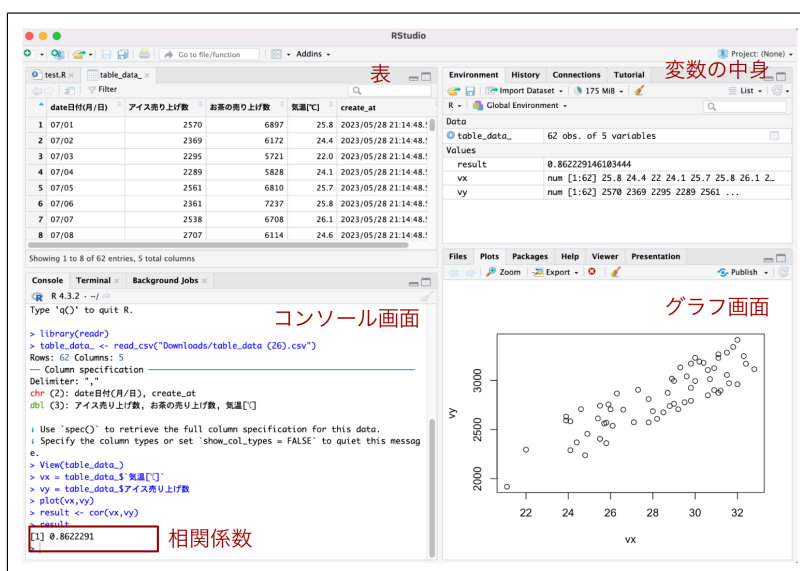 RStudio
Go to file/function
Addins
Project: (None)
test.R
table_data_
表
Filter
date日付(月/日) アイス売り上げ数 お茶の売り上げ数 気温[℃] create_at
1 07/01 2570 6897 25.8 2023/05/28 21:14:48.
2 07/02 2369 6172 24.4 2023/05/28 21:14:48.
3 07/03 2295 5721 22.0 2023/05/28 21:14:48.
4 07/04 2289 5828 24.1 2023/05/28 21:14:48.
5 07/05 2561 6810 25.7 2023/05/28 21:14:48.
6 07/06 2361 7237 25.8 2023/05/28 21:14:48.
7 07/07 2538 6708 26.1 2023/05/28 21:14:48.
8 07/08 2707 6114 24.6 2023/05/28 21:14:48.
Showing 1 to 8 of 62 entries, 5 total columns
Console Terminal Background Jobs
R 4.3.2 · ~/
Type 'q()' to quit R.
コンソール画面
> library(readr)
> table_data_ <- read_csv("Downloads/table_data (26).csv")
Rows: 62 Columns: 5
── Column specification ──
Delimiter: ","
chr (2): date日付(月/日), create_at
dbl (3): アイス売り上げ数, お茶の売り上げ数, 気温[℃]
ℹ Use `spec()` to retrieve the full column specification for this data.
ℹ Specify the column types or set `show_col_types = FALSE` to quiet this messag
e.
> View(table_data_)
> vx = table_data_$`気温[℃]`
> vy = table_data_$アイス売り上げ数
> plot(vx,vy)
> result <- cor(vx,vy)
> result
[1] 0.8622291
>
相関係数
Environment History Connections Tutorial
変数の中身
Import Dataset
175 MiB
List
R Global Environment
Data
table_data_ 62 obs. of 5 variables
Values
result 0.862229146103444
vx num [1:62] 25.8 24.4 22 24.1 25.7 25.8 26.1 2…
vy num [1:62] 2570 2369 2295 2289 2561 ...
Files Plots Packages Help Viewer Presentation
Zoom Export Publish
グラフ画面
vy
3000
2500
2000
22 24 26 28 30 32
vx